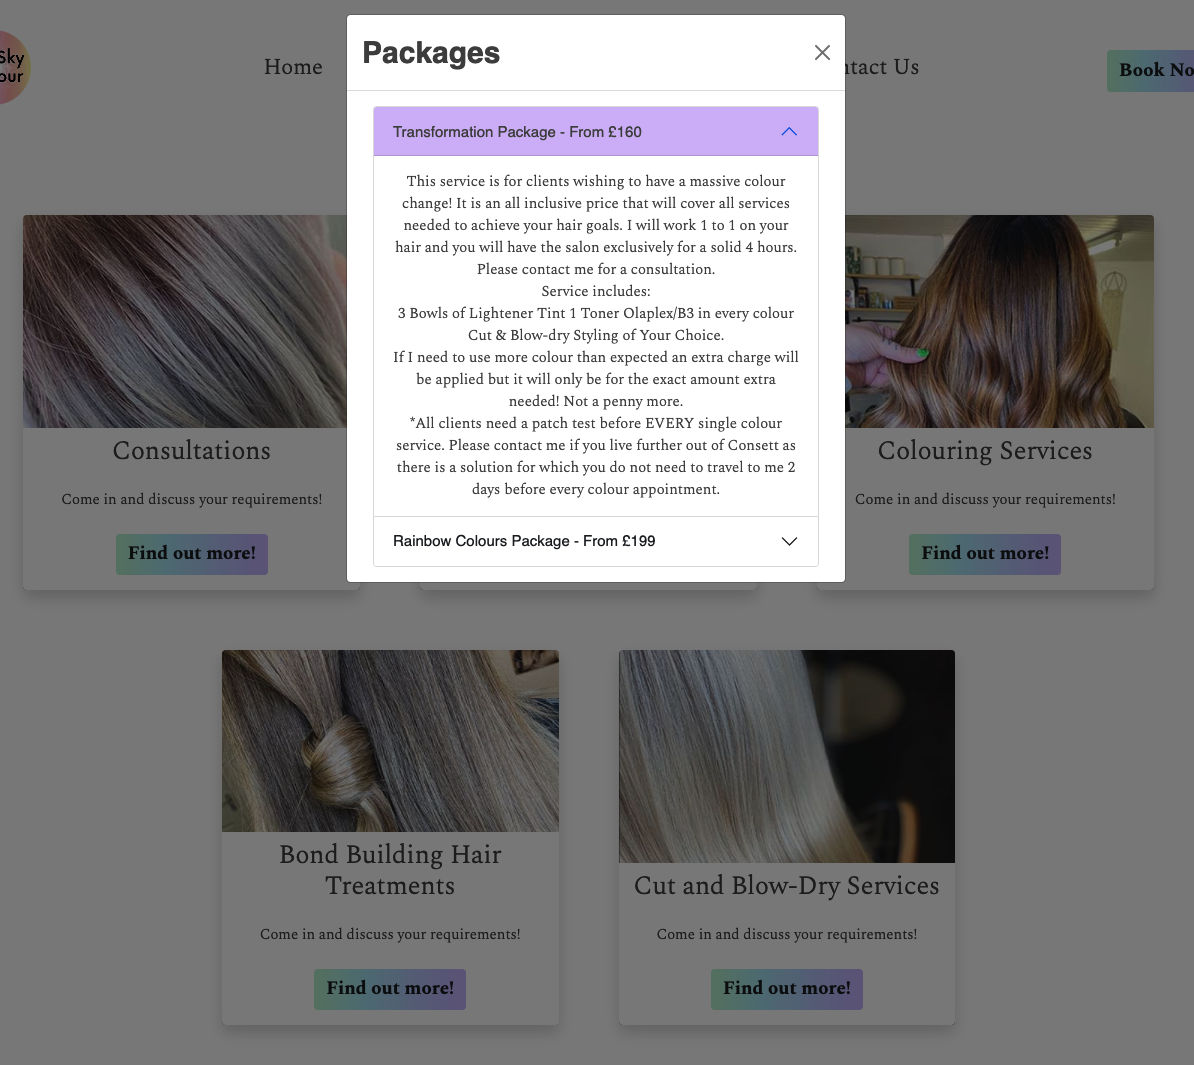 Sky
our
Home
ntact Us
Book No
Packages
Transformation Package - From £160
This service is for clients wishing to have a massive colour
change! It is an all inclusive price that will cover all services
needed to achieve your hair goals. I will work 1 to 1 on your
hair and you will have the salon exclusively for a solid 4 hours.
Please contact me for a consultation.
Service includes:
3 Bowls of Lightener Tint 1 Toner Olaplex/B3 in every colour
Cut & Blow-dry Styling of Your Choice.
If I need to use more colour than expected an extra charge will
be applied but it will only be for the exact amount extra
needed! Not a penny more.
*All clients need a patch test before EVERY single colour
service. Please contact me if you live further out of Consett as
there is a solution for which you do not need to travel to me 2
days before every colour appointment.
Rainbow Colours Package - From £199
Consultations
Come in and discuss your requirements!
Find out more!
Colouring Services
Come in and discuss your requirements!
Find out more!
Bond Building Hair
Treatments
Come in and discuss your requirements!
Find out more!
Cut and Blow-Dry Services
Come in and discuss your requirements!
Find out more!